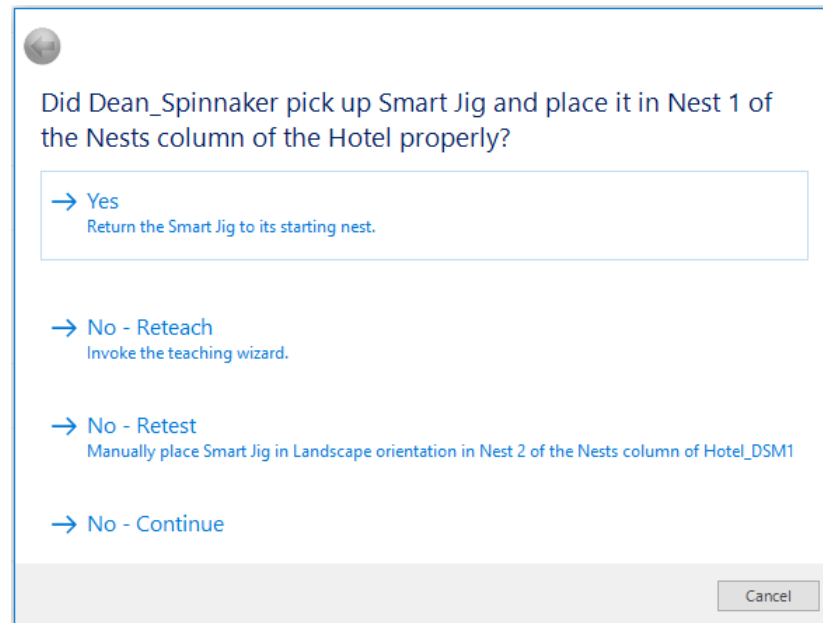 Did Dean_Spinnaker pick up Smart Jig and place it in Nest 1 of
the Nests column of the Hotel properly?
Yes
Return the Smart Jig to its starting nest.
No - Reteach
Invoke the teaching wizard.
No - Retest
Manually place Smart Jig in Landscape orientation in Nest 2 of the Nests column of Hotel_DSM1
No - Continue
Cancel